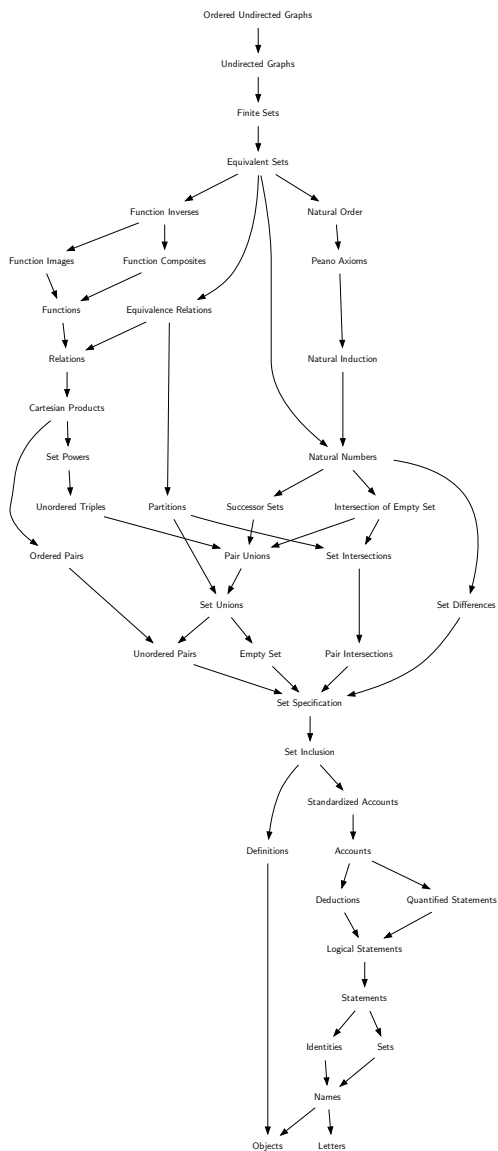 Ordered Undirected Graphs
Undirected Graphs
Finite Sets
Equivalent Sets
Function Inverses
Natural Order
Function Images
Function Composites
Peano Axioms
Functions
Equivalence Relations
Relations
Natural Induction
Cartesian Products
Set Powers
Natural Numbers
Unordered Triples
Partitions
Successor Sets
Intersection of Empty Set
Ordered Pairs
Pair Unions
Set Intersections
Set Unions
Set Differences
Unordered Pairs
Empty Set
Pair Intersections
Set Specification
Set Inclusion
Standardized Accounts
Definitions
Accounts
Deductions
Quantified Statements
Logical Statements
Statements
Identities
Sets
Names
Objects
Letters